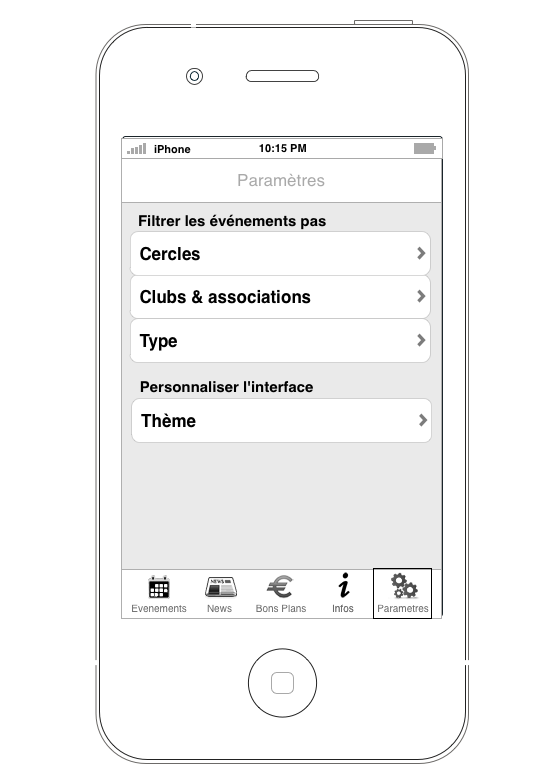 iPhone 10:15 PM
Paramètres
Filtrer les événements pas
Cercles
Clubs & associations
Type
Personnaliser l'interface
Thème
NEWS
Evenements News Bons Plans Infos Parametres